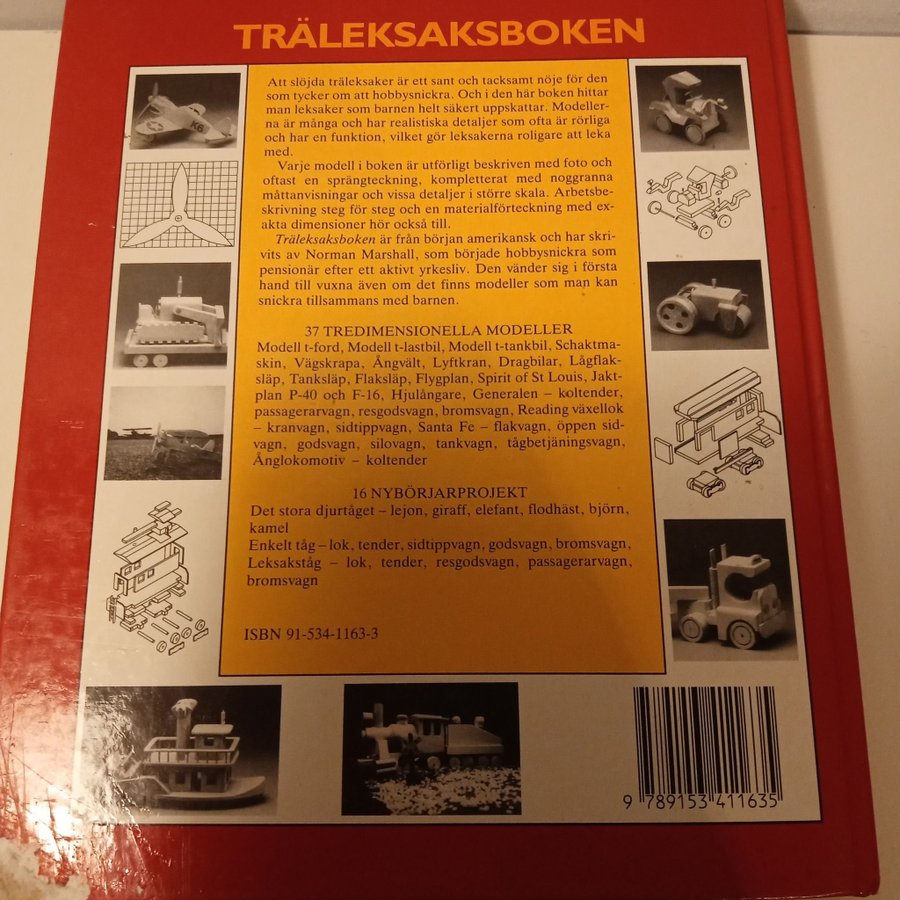 TRÄLEKSAKSBOKEN
Att slöjda träleksaker är ett sant och tacksamt nöje för den
som tycker om att hobbysnickra. Och i den här boken hittar
man leksaker som barnen helt säkert uppskattar. Modeller-
na är många och har realistiska detaljer som ofta är rörliga
och har en funktion, vilket gör leksakerna roligare att leka
med.
Varje modell i boken är utförligt beskriven med foto och
oftast en sprängteckning, kompletterat med noggranna
måttanvisningar och vissa detaljer i större skala. Arbetsbe-
skrivning steg för steg och en materialförteckning med ex-
akta dimensioner hör också till.
Träleksaksboken är från början amerikansk och har skri-
vits av Norman Marshall, som började hobbysnickra som
pensionär efter ett aktivt yrkesliv. Den vänder sig i första
hand till vuxna även om det finns modeller som man kan
snickra tillsammans med barnen.
37 TREDIMENSIONELLA MODELLER
Modell t-ford, Modell t-lastbil, Modell t-tankbil, Schaktma-
skin, Vägskrapa, Ångvält, Lyftkran, Dragbilar, Lågflak-
släp, Tanksläp, Flaksläp, Flygplan, Spirit of St Louis, Jakt-
plan P-40 och F-16, Hjulångare, Generalen – koltender,
passagerarvagn, resgodsvagn, bromsvagn, Reading växellok
– kranvagn, sidtippvagn, Santa Fe – flakvagn, öppen sid-
vagn, godsvagn, silovagn, tankvagn, tågbetjäningsvagn,
Ånglokomotiv – koltender
16 NYBÖRJARPROJEKT
Det stora djurtåget – lejon, giraff, elefant, flodhäst, björn,
kamel
Enkelt tåg – lok, tender, sidtippvagn, godsvagn, bromsvagn,
Leksakståg – lok, tender, resgodsvagn, passagerarvagn,
bromsvagn
ISBN 91-534-1163-3
9 789153 411635